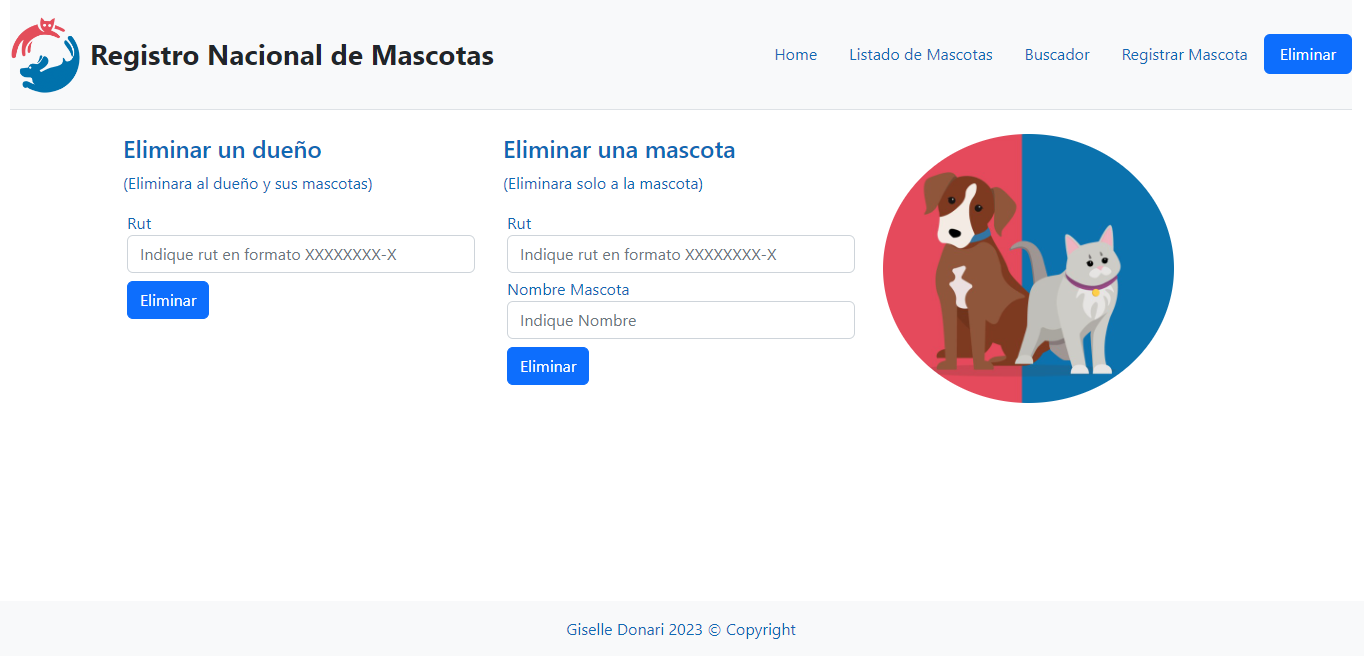 Registro Nacional de Mascotas
Home Listado de Mascotas Buscador Registrar Mascota Eliminar
Eliminar un dueño
(Eliminara al dueño y sus mascotas)
Rut
Indique rut en formato XXXXXXXX-X
Eliminar
Eliminar una mascota
(Eliminara solo a la mascota)
Rut
Indique rut en formato XXXXXXXX-X
Nombre Mascota
Indique Nombre
Eliminar
Giselle Donari 2023 © Copyright